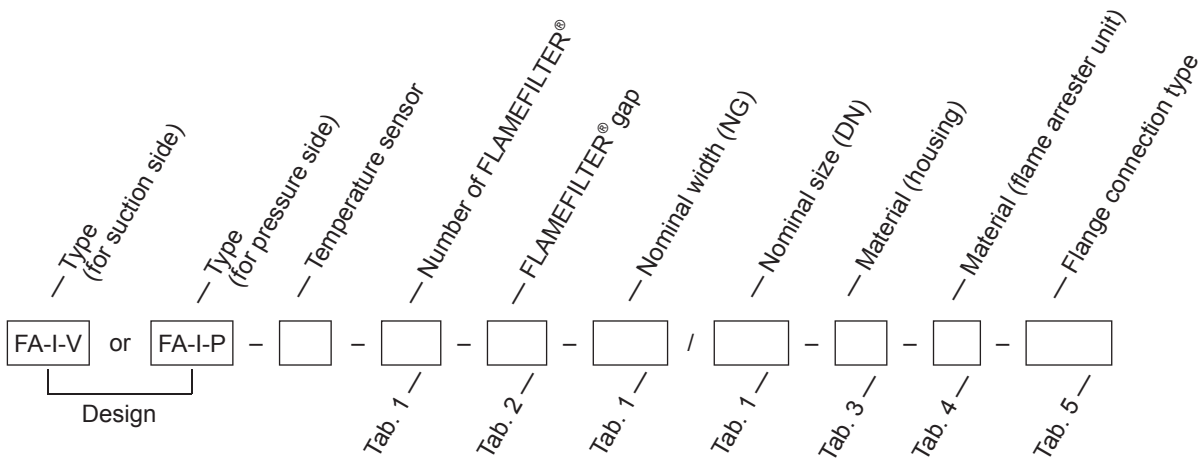 — Type
(for suction side)
— Type
(for pressure side)
— Temperature sensor
— Number of FLAMEFILTER®
— FLAMEFILTER® gap
— Nominal width (NG)
— Nominal size (DN)
— Material (housing)
— Material (flame arrester unit)
— Flange connection type
FA-I-V or FA-I-P – – – – / – – –
Design
Tab. 1 —
Tab. 2 —
Tab. 1 —
Tab. 1 —
Tab. 3 —
Tab. 4 —
Tab. 5 —